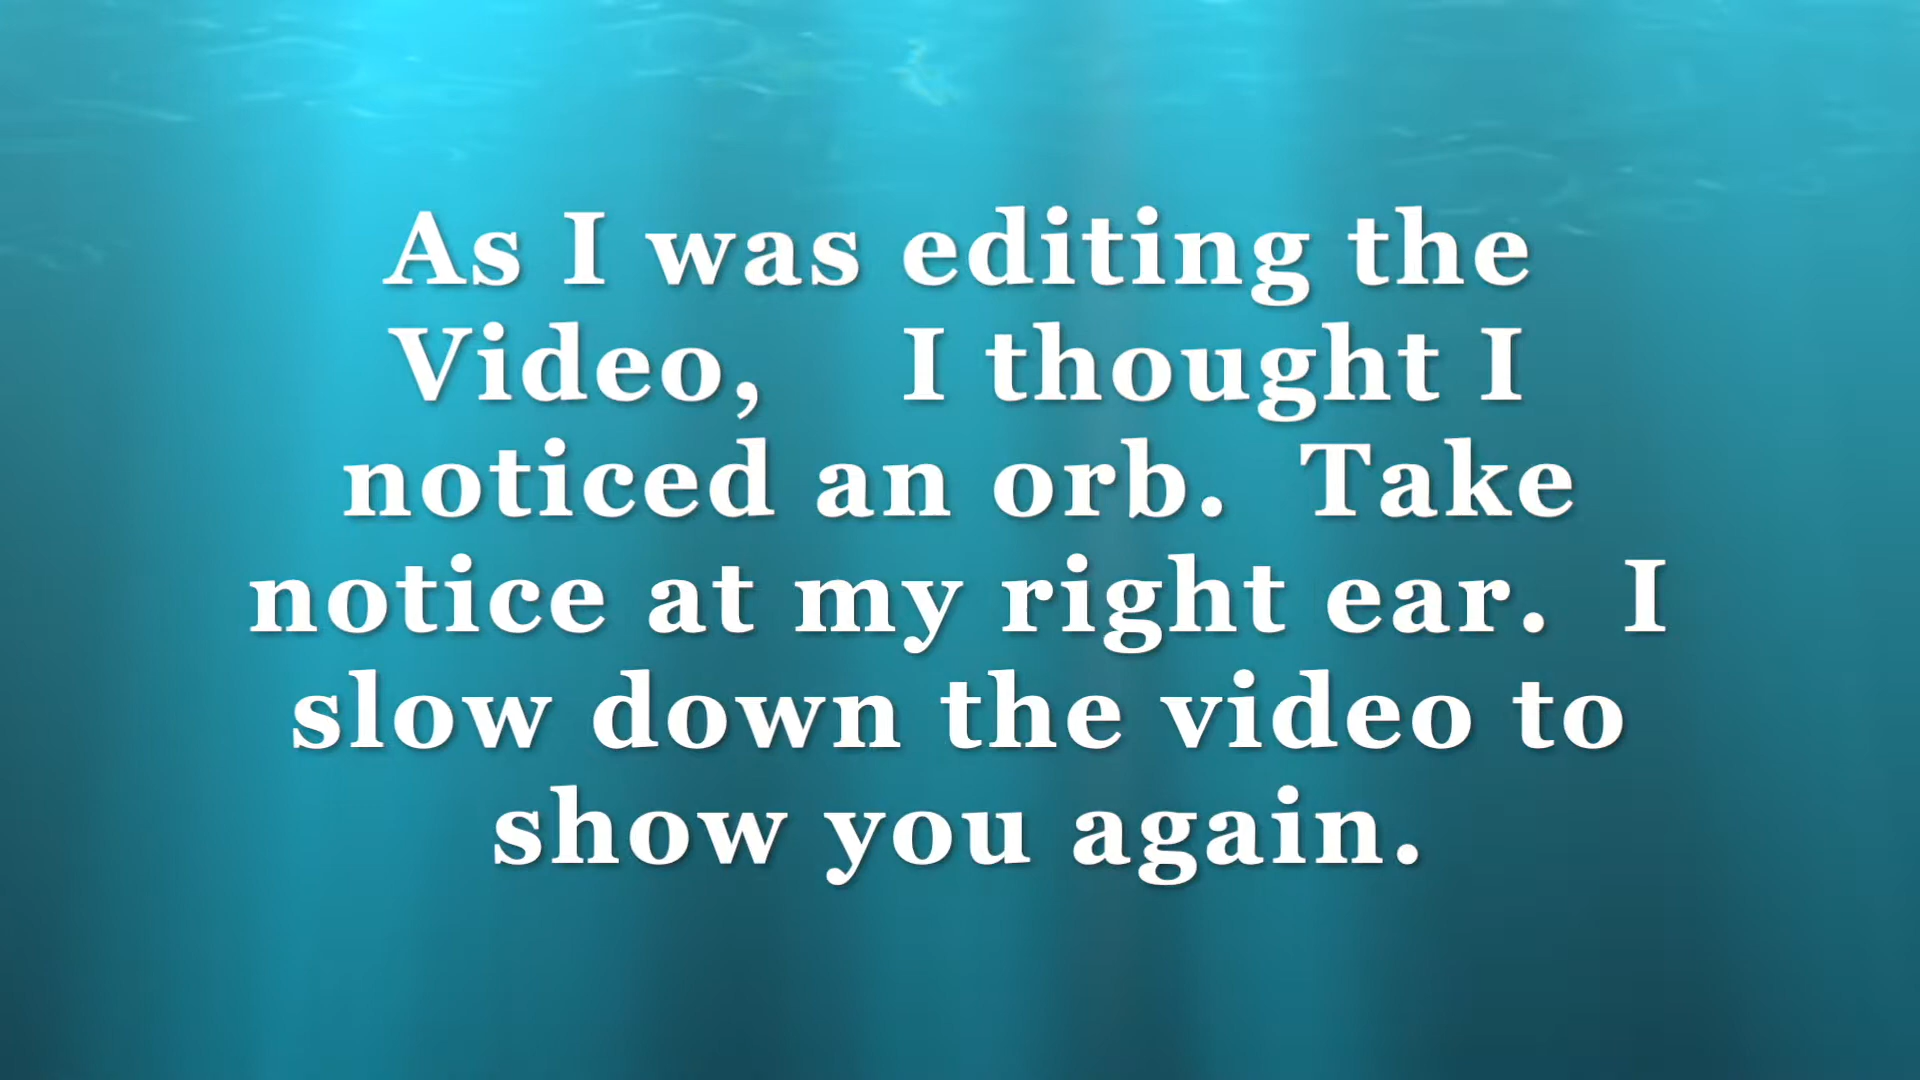 As I was editing the
Video, I thought I
noticed an orb. Take
notice at my right ear. I
slow down the video to
show you again.